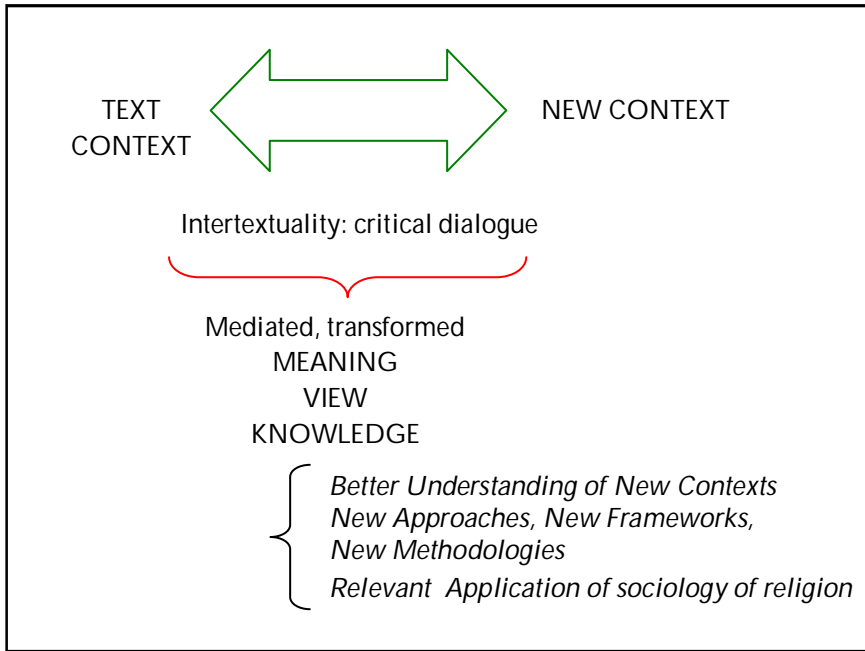 TEXT
CONTEXT
NEW CONTEXT
Intertextuality: critical dialogue
Mediated, transformed
MEANING
VIEW
KNOWLEDGE
Better Understanding of New Contexts
New Approaches, New Frameworks,
New Methodologies
Relevant Application of sociology of religion